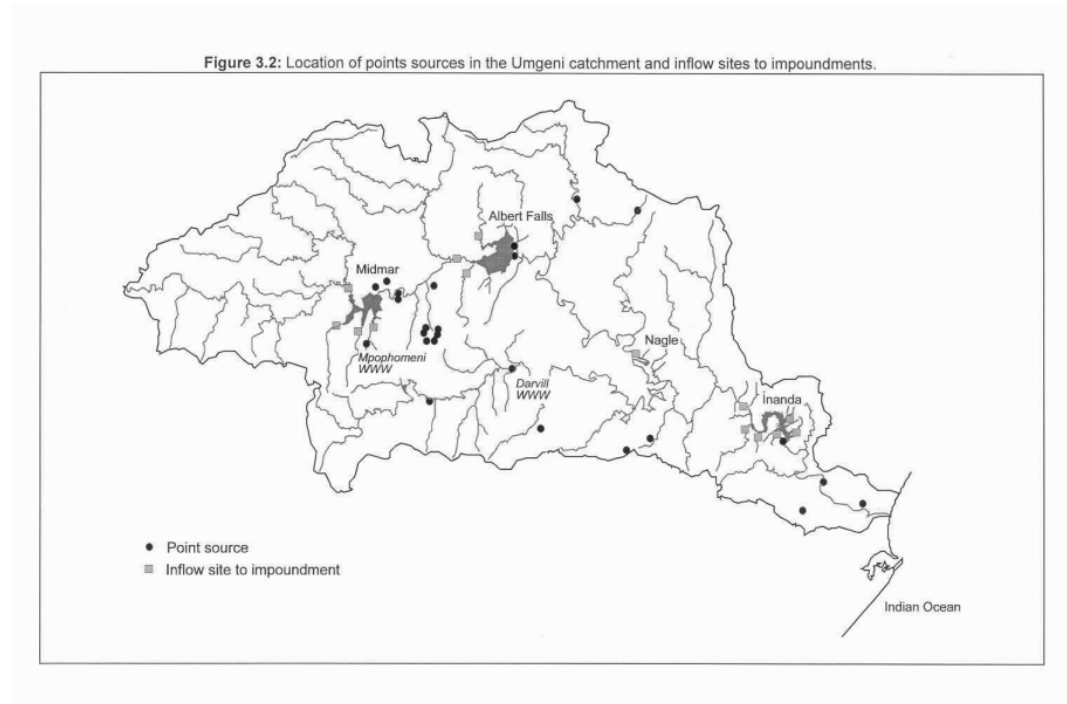 Figure 3.2: Location of points sources in the Umgeni catchment and inflow sites to impoundments.
Albert Falls
Midmar
Nagle
Mpophomeni
WWW
Darvill
WWW
Inanda
Point source
Inflow site to impoundment
Indian Ocean